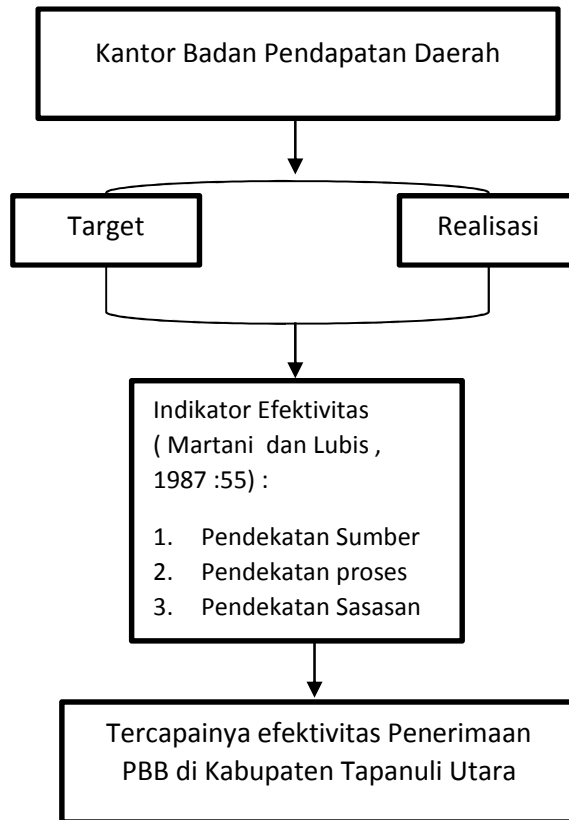 Kantor Badan Pendapatan Daerah
Target
Realisasi
Indikator Efektivitas
( Martani dan Lubis ,
1987 :55) :
1. Pendekatan Sumber
2. Pendekatan proses
3. Pendekatan Sasasan
Tercapainya efektivitas Penerimaan
PBB di Kabupaten Tapanuli Utara